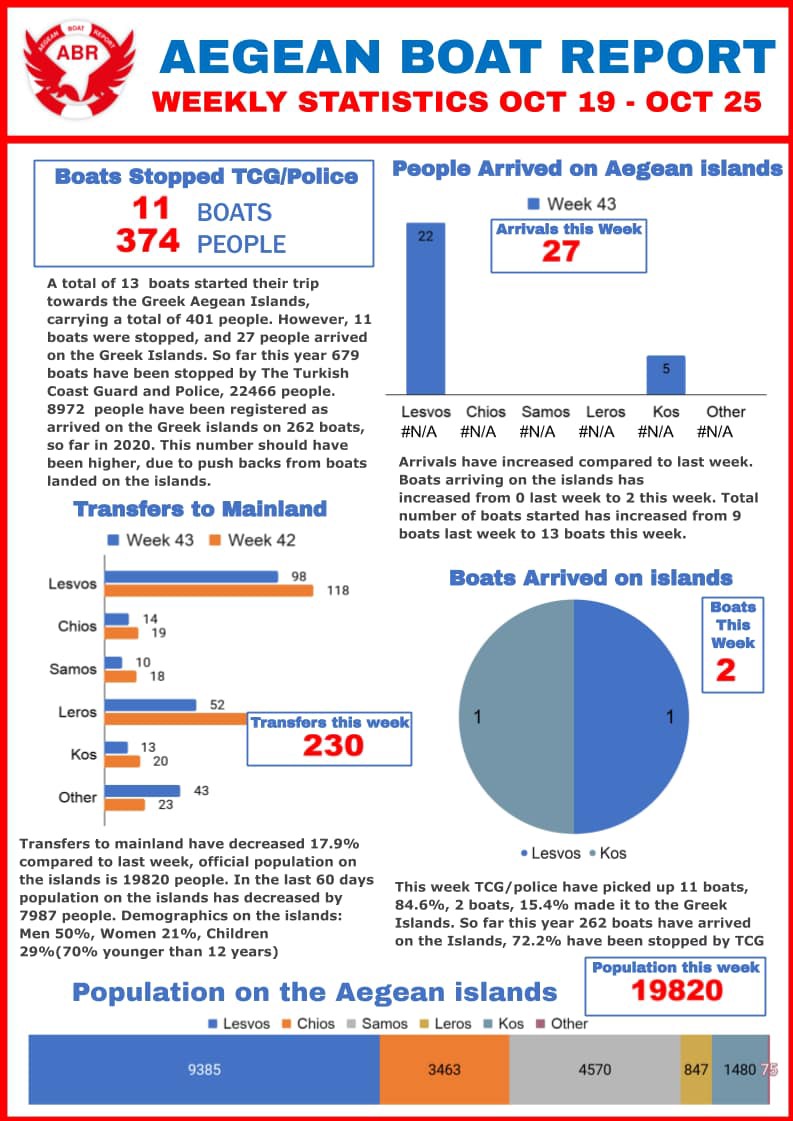 AEGEAN BOAT REPORT
ABR
AEGEAN BOAT REPORT
WEEKLY STATISTICS OCT 19 - OCT 25
Boats Stopped TCG/Police
11 BOATS
374 PEOPLE
A total of 13 boats started their trip
towards the Greek Aegean Islands,
carrying a total of 401 people. However, 11
boats were stopped, and 27 people arrived
on the Greek Islands. So far this year 679
boats have been stopped by The Turkish
Coast Guard and Police, 22466 people.
8972 people have been registered as
arrived on the Greek islands on 262 boats,
so far in 2020. This number should have
been higher, due to push backs from boats
landed on the islands.
People Arrived on Aegean islands
Week 43
Arrivals this Week
27
22
5
Lesvos Chios Samos Leros Kos Other
#N/A #N/A #N/A #N/A #N/A #N/A
Arrivals have increased compared to last week.
Boats arriving on the islands has
increased from 0 last week to 2 this week. Total
number of boats started has increased from 9
boats last week to 13 boats this week.
Transfers to Mainland
Week 43 Week 42
Lesvos 98
118
Chios 14
19
Samos 10
18
Leros 52
Kos 13
20
Other 43
23
Transfers this week
230
Transfers to mainland have decreased 17.9%
compared to last week, official population on
the islands is 19820 people. In the last 60 days
population on the islands has decreased by
7987 people. Demographics on the islands:
Men 50%, Women 21%, Children
29%(70% younger than 12 years)
Boats Arrived on islands
Boats
This
Week
2
1 1
Lesvos Kos
This week TCG/police have picked up 11 boats,
84.6%, 2 boats, 15.4% made it to the Greek
Islands. So far this year 262 boats have arrived
on the Islands, 72.2% have been stopped by TCG
Population on the Aegean islands
Population this week
19820
Lesvos Chios Samos Leros Kos Other
9385 3463 4570 847 1480 75